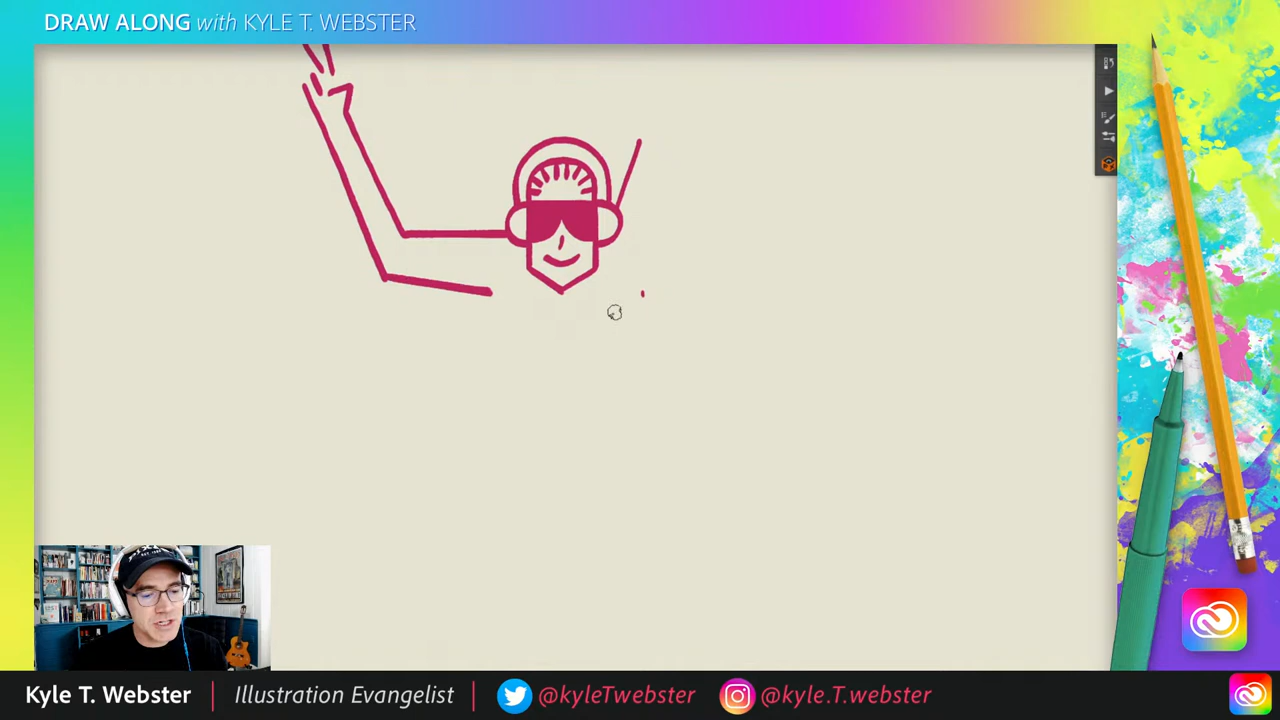 DRAW ALONG with KYLE T. WEBSTER
Kyle T. Webster | Illustration Evangelist | @kyleTwebster @kyle.T.webster